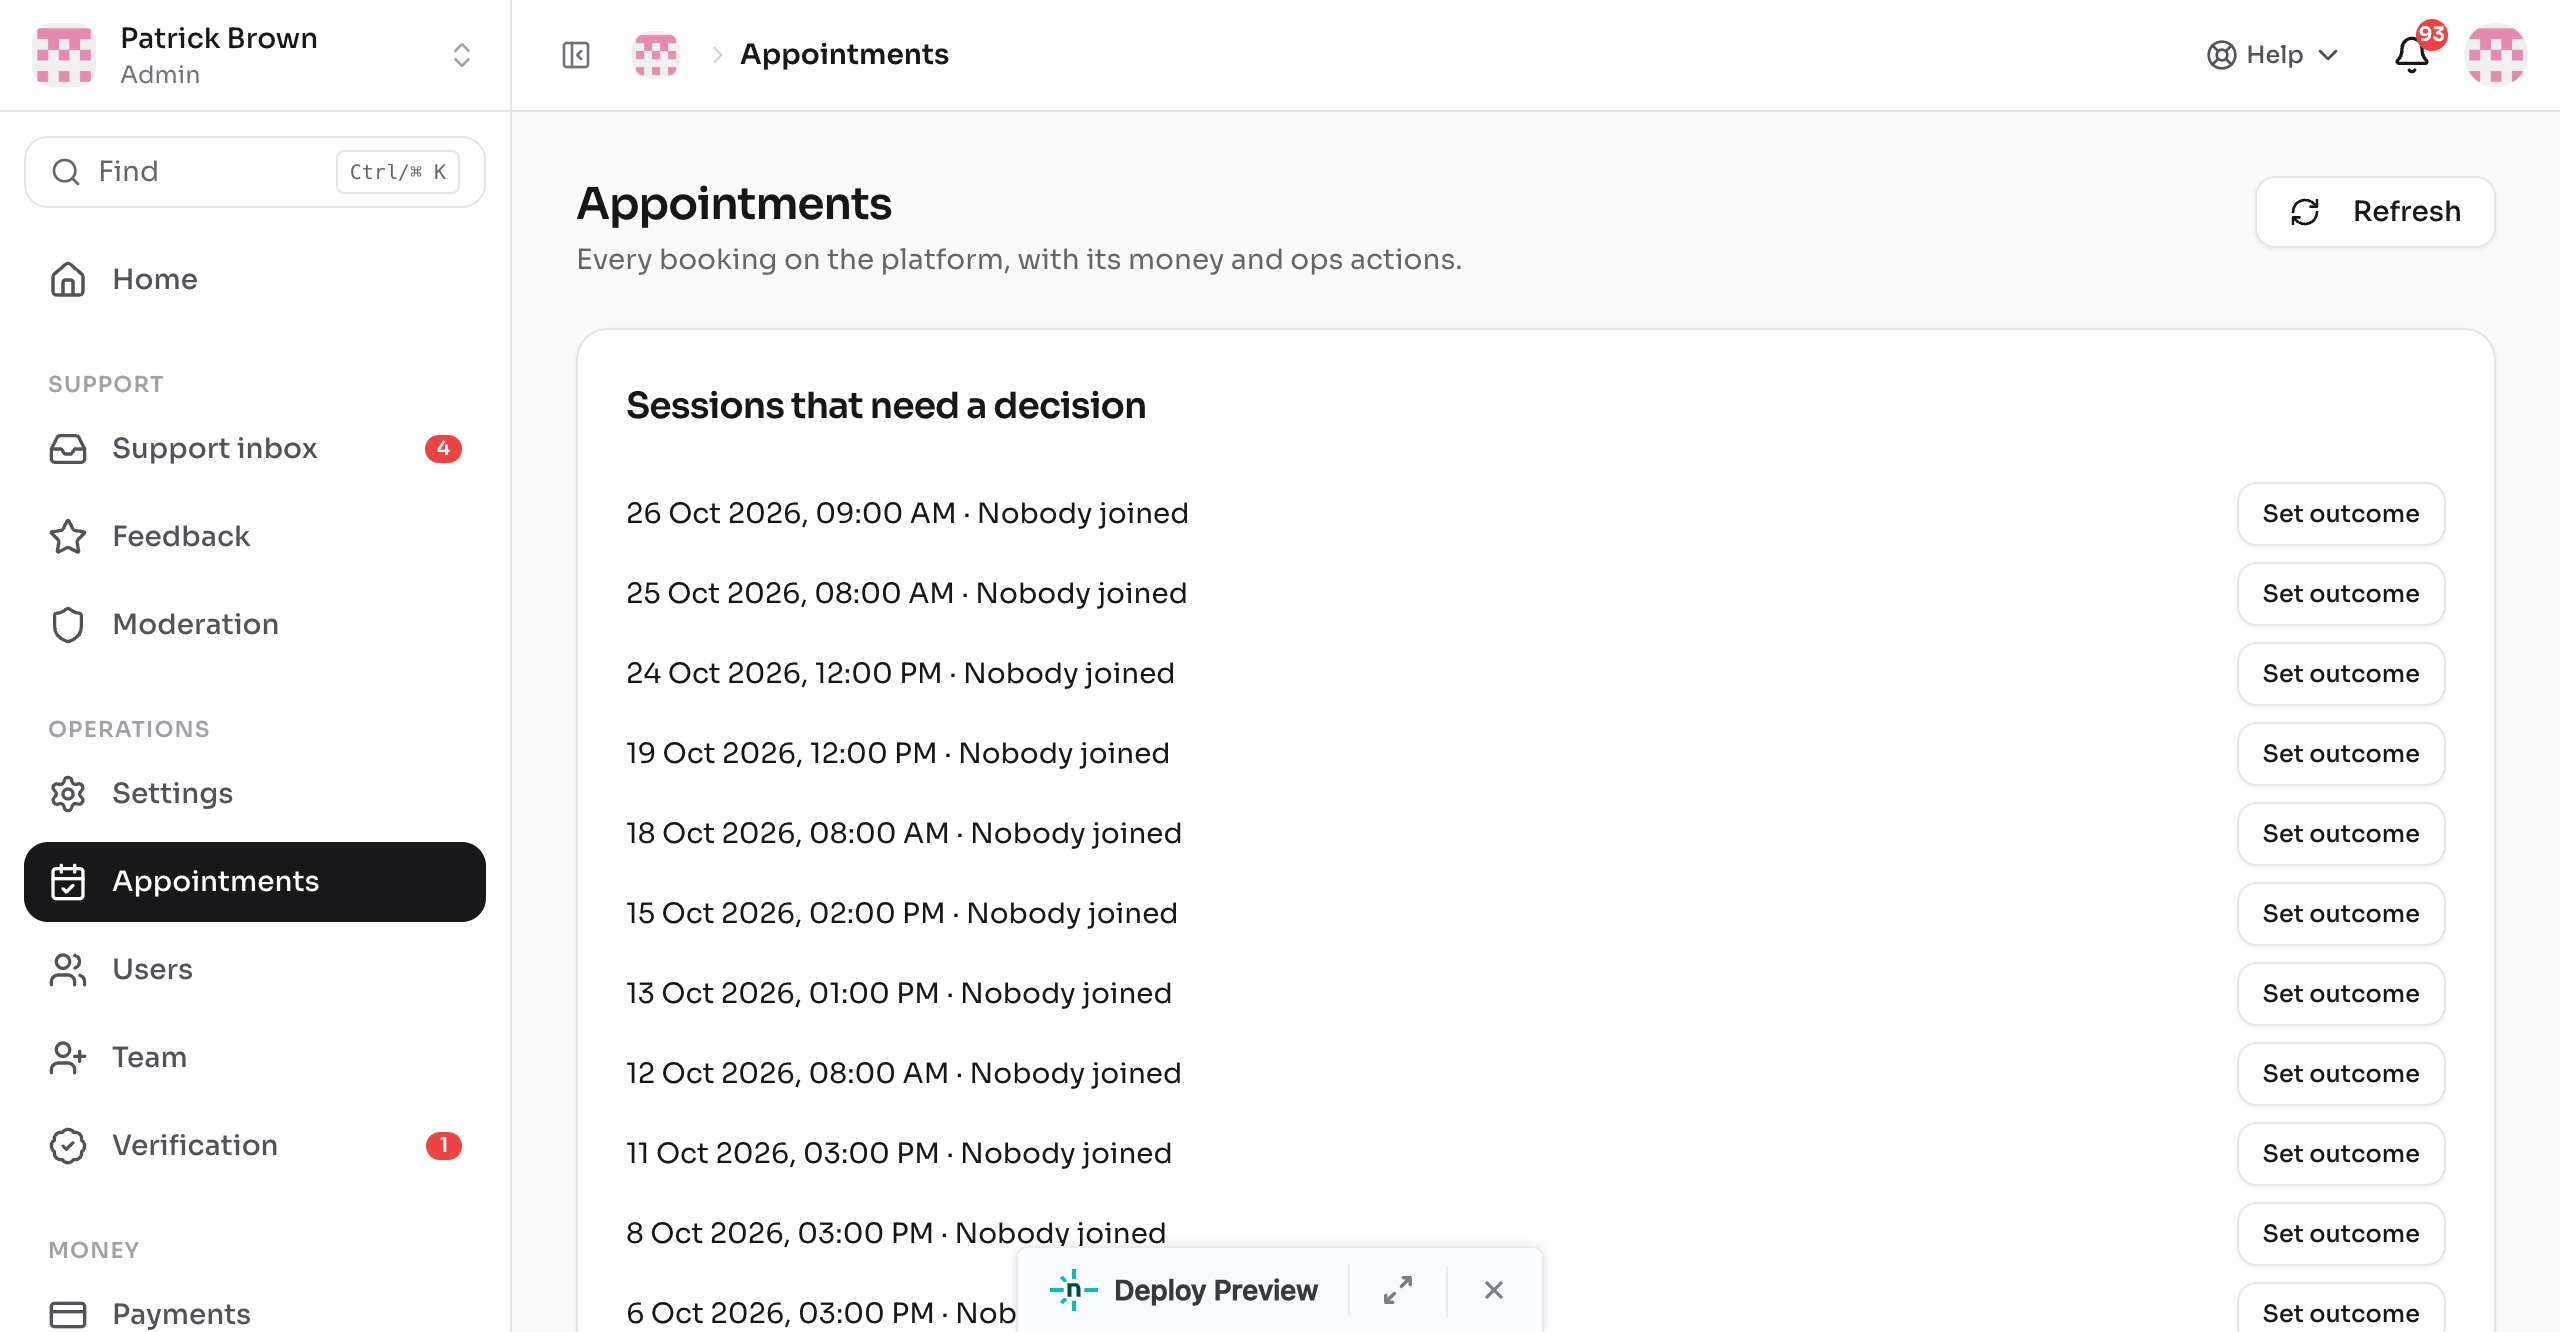 Patrick Brown
Admin
Find
Ctrl/⌘ K
Home
SUPPORT
Support inbox
4
Feedback
Moderation
OPERATIONS
Settings
Appointments
Users
Team
Verification
1
MONEY
Payments
Appointments
Help
93
Appointments
Every booking on the platform, with its money and ops actions.
Refresh
Sessions that need a decision
26 Oct 2026, 09:00 AM · Nobody joined
Set outcome
25 Oct 2026, 08:00 AM · Nobody joined
Set outcome
24 Oct 2026, 12:00 PM · Nobody joined
Set outcome
19 Oct 2026, 12:00 PM · Nobody joined
Set outcome
18 Oct 2026, 08:00 AM · Nobody joined
Set outcome
15 Oct 2026, 02:00 PM · Nobody joined
Set outcome
13 Oct 2026, 01:00 PM · Nobody joined
Set outcome
12 Oct 2026, 08:00 AM · Nobody joined
Set outcome
11 Oct 2026, 03:00 PM · Nobody joined
Set outcome
8 Oct 2026, 03:00 PM · Nobody joined
Set outcome
6 Oct 2026, 03:00 PM · Nob
Set outcome
Deploy Preview